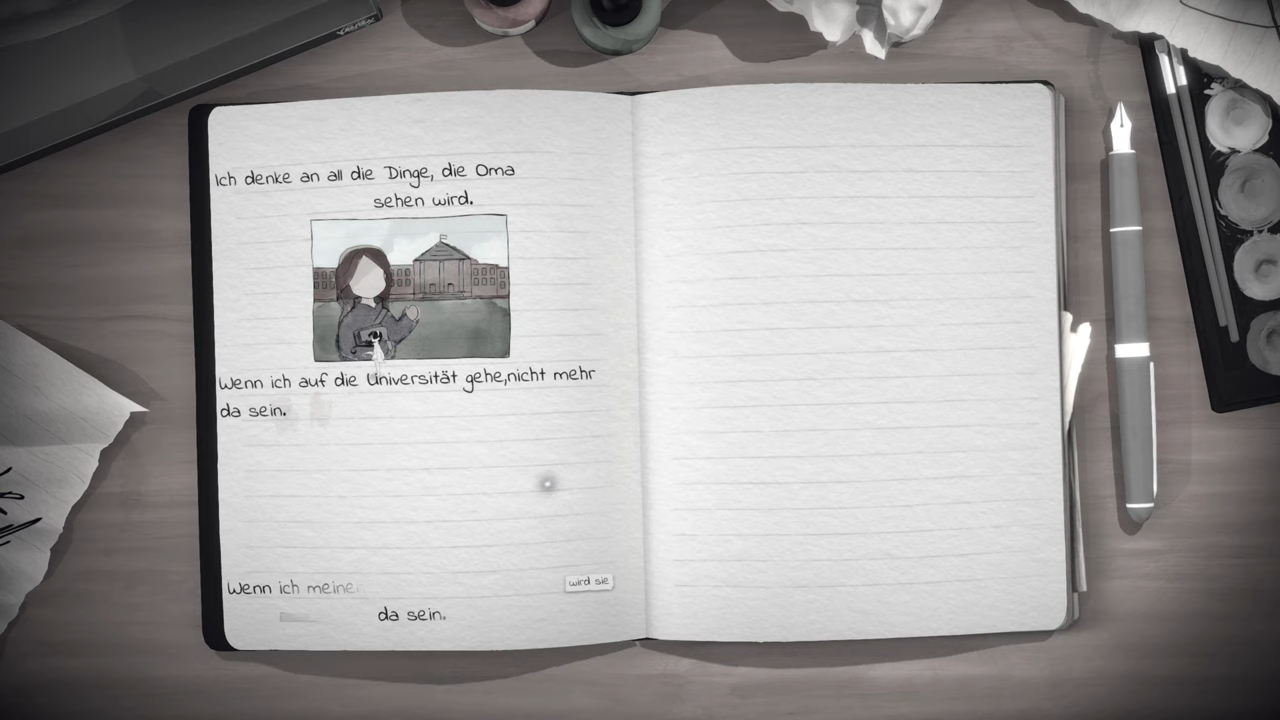 Ich denke an all die Dinge, die Oma
sehen wird.
Wenn ich auf die Universität gehe,nicht mehr
da sein.
Wenn ich meine
wird sie
da sein.